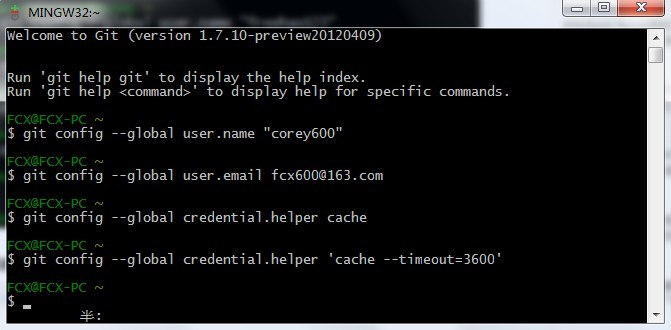 MINGW32:~
Welcome to Git (version 1.7.10-preview20120409)
Run 'git help git' to display the help index.
Run 'git help <command>' to display help for specific commands.
FCX@FCX-PC ~
$ git config --global user.name "corey600"
FCX@FCX-PC ~
$ git config --global user.email fcx600@163.com
FCX@FCX-PC ~
$ git config --global credential.helper cache
FCX@FCX-PC ~
$ git config --global credential.helper 'cache --timeout=3600'
FCX@FCX-PC ~
$
半: